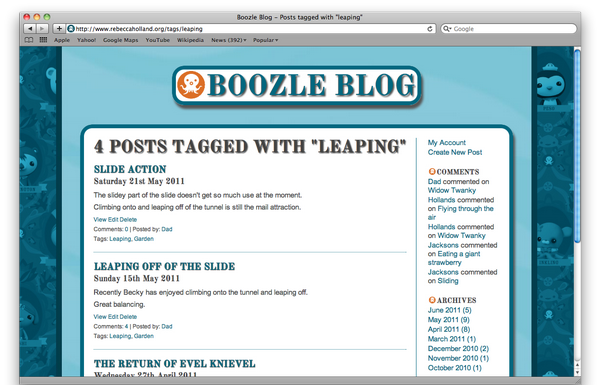 Boozle Blog – Posts tagged with "leaping"
http://www.rebeccaholland.org/tags/leaping
Google
Apple Yahoo! Google Maps YouTube Wikipedia News (392) Popular
BOOZLE BLOG
4 POSTS TAGGED WITH "LEAPING"
SLIDE ACTION
Saturday 21st May 2011
The slidey part of the slide doesn't get so much use at the moment.
Climbing onto and leaping off of the tunnel is still the mail attraction.
View Edit Delete
Comments: 0 | Posted by: Dad
Tags: Leaping, Garden
LEAPING OFF OF THE SLIDE
Sunday 15th May 2011
Recently Becky has enjoyed climbing onto the tunnel and leaping off.
Great balancing.
View Edit Delete
Comments: 4 | Posted by: Dad
Tags: Leaping, Garden
THE RETURN OF EVEL KNIEVEL
Wednesday 27th April 2011
My Account
Create New Post
COMMENTS
Dad commented on
Widow Twanky
Hollands commented
on Flying through the
air
Hollands commented
on Widow Twanky
Jacksons commented
on Eating a giant
strawberry
Jacksons commented
on Sliding
ARCHIVES
June 2011 (5)
May 2011 (9)
April 2011 (8)
March 2011 (1)
December 2010 (2)
November 2010 (1)
October 2010 (1)